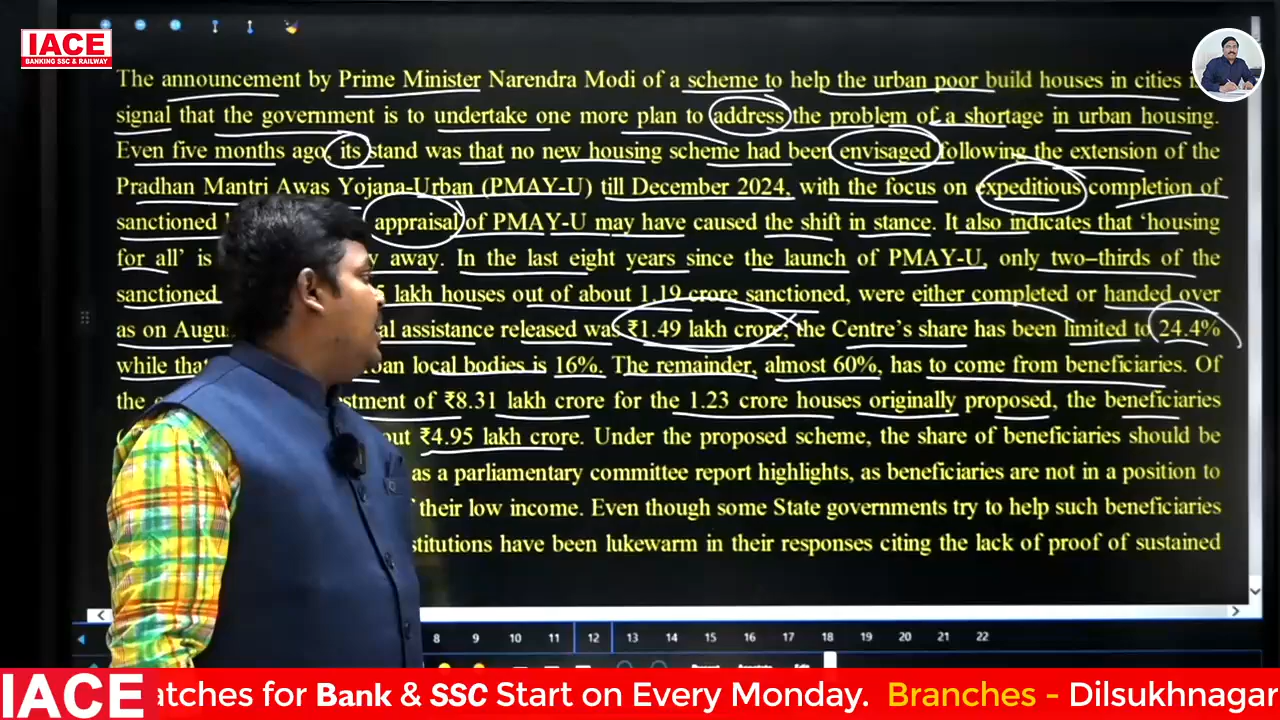 IACE
BANKING SSC & RAILWAY
The announcement by Prime Minister Narendra Modi of a scheme to help the urban poor build houses in cities
signal that the government is to undertake one more plan to address the problem of a shortage in urban housing.
Even five months ago, its stand was that no new housing scheme had been envisaged following the extension of the
Pradhan Mantri Awas Yojana-Urban (PMAY-U) till December 2024, with the focus on expeditious completion of
sanctioned appraisal of PMAY-U may have caused the shift in stance. It also indicates that ‘housing
for all’ is away. In the last eight years since the launch of PMAY-U, only two–thirds of the
sanctioned lakh houses out of about 1.19 crore sanctioned, were either completed or handed over
as on assistance released was ₹1.49 lakh crore, the Centre’s share has been limited to 24.4%
while that local bodies is 16%. The remainder, almost 60%, has to come from beneficiaries. Of
the of ₹8.31 lakh crore for the 1.23 crore houses originally proposed, the beneficiaries
₹4.95 lakh crore. Under the proposed scheme, the share of beneficiaries should be
as a parliamentary committee report highlights, as beneficiaries are not in a position to
their low income. Even though some State governments try to help such beneficiaries
have been lukewarm in their responses citing the lack of proof of sustained
8 9 10 11 12 13 14 15 16 17 18 19 20 21 22
IACE atches for Bank & SSC Start on Every Monday. Branches - Dilsukhnagar